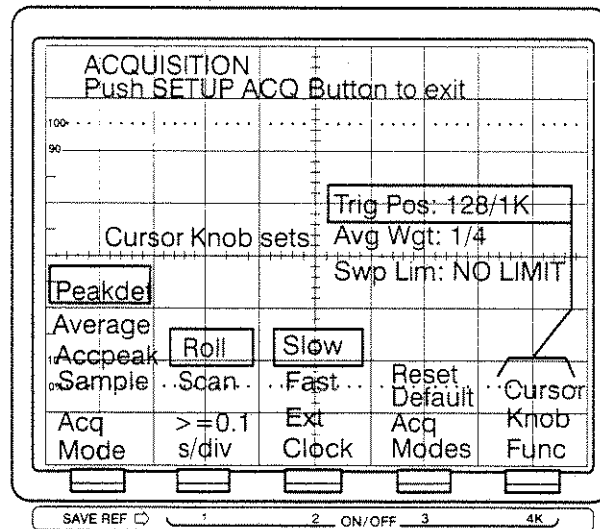 ACQUISITION
Push SETUP ACQ Button to exit
100
90
Trig Pos: 128/1K
Cursor Knob sets: Avg Wgt: 1/4
Swp Lim: NO LIMIT
Peakdet
Average
Accpeak Roll Slow
Sample Scan Fast Reset
Default Cursor
10
0%
Acq >=0.1 Ext Acq Knob
Mode s/div Clock Modes Func
SAVE REF ⇨ 1 2 ON/OFF 3 4K